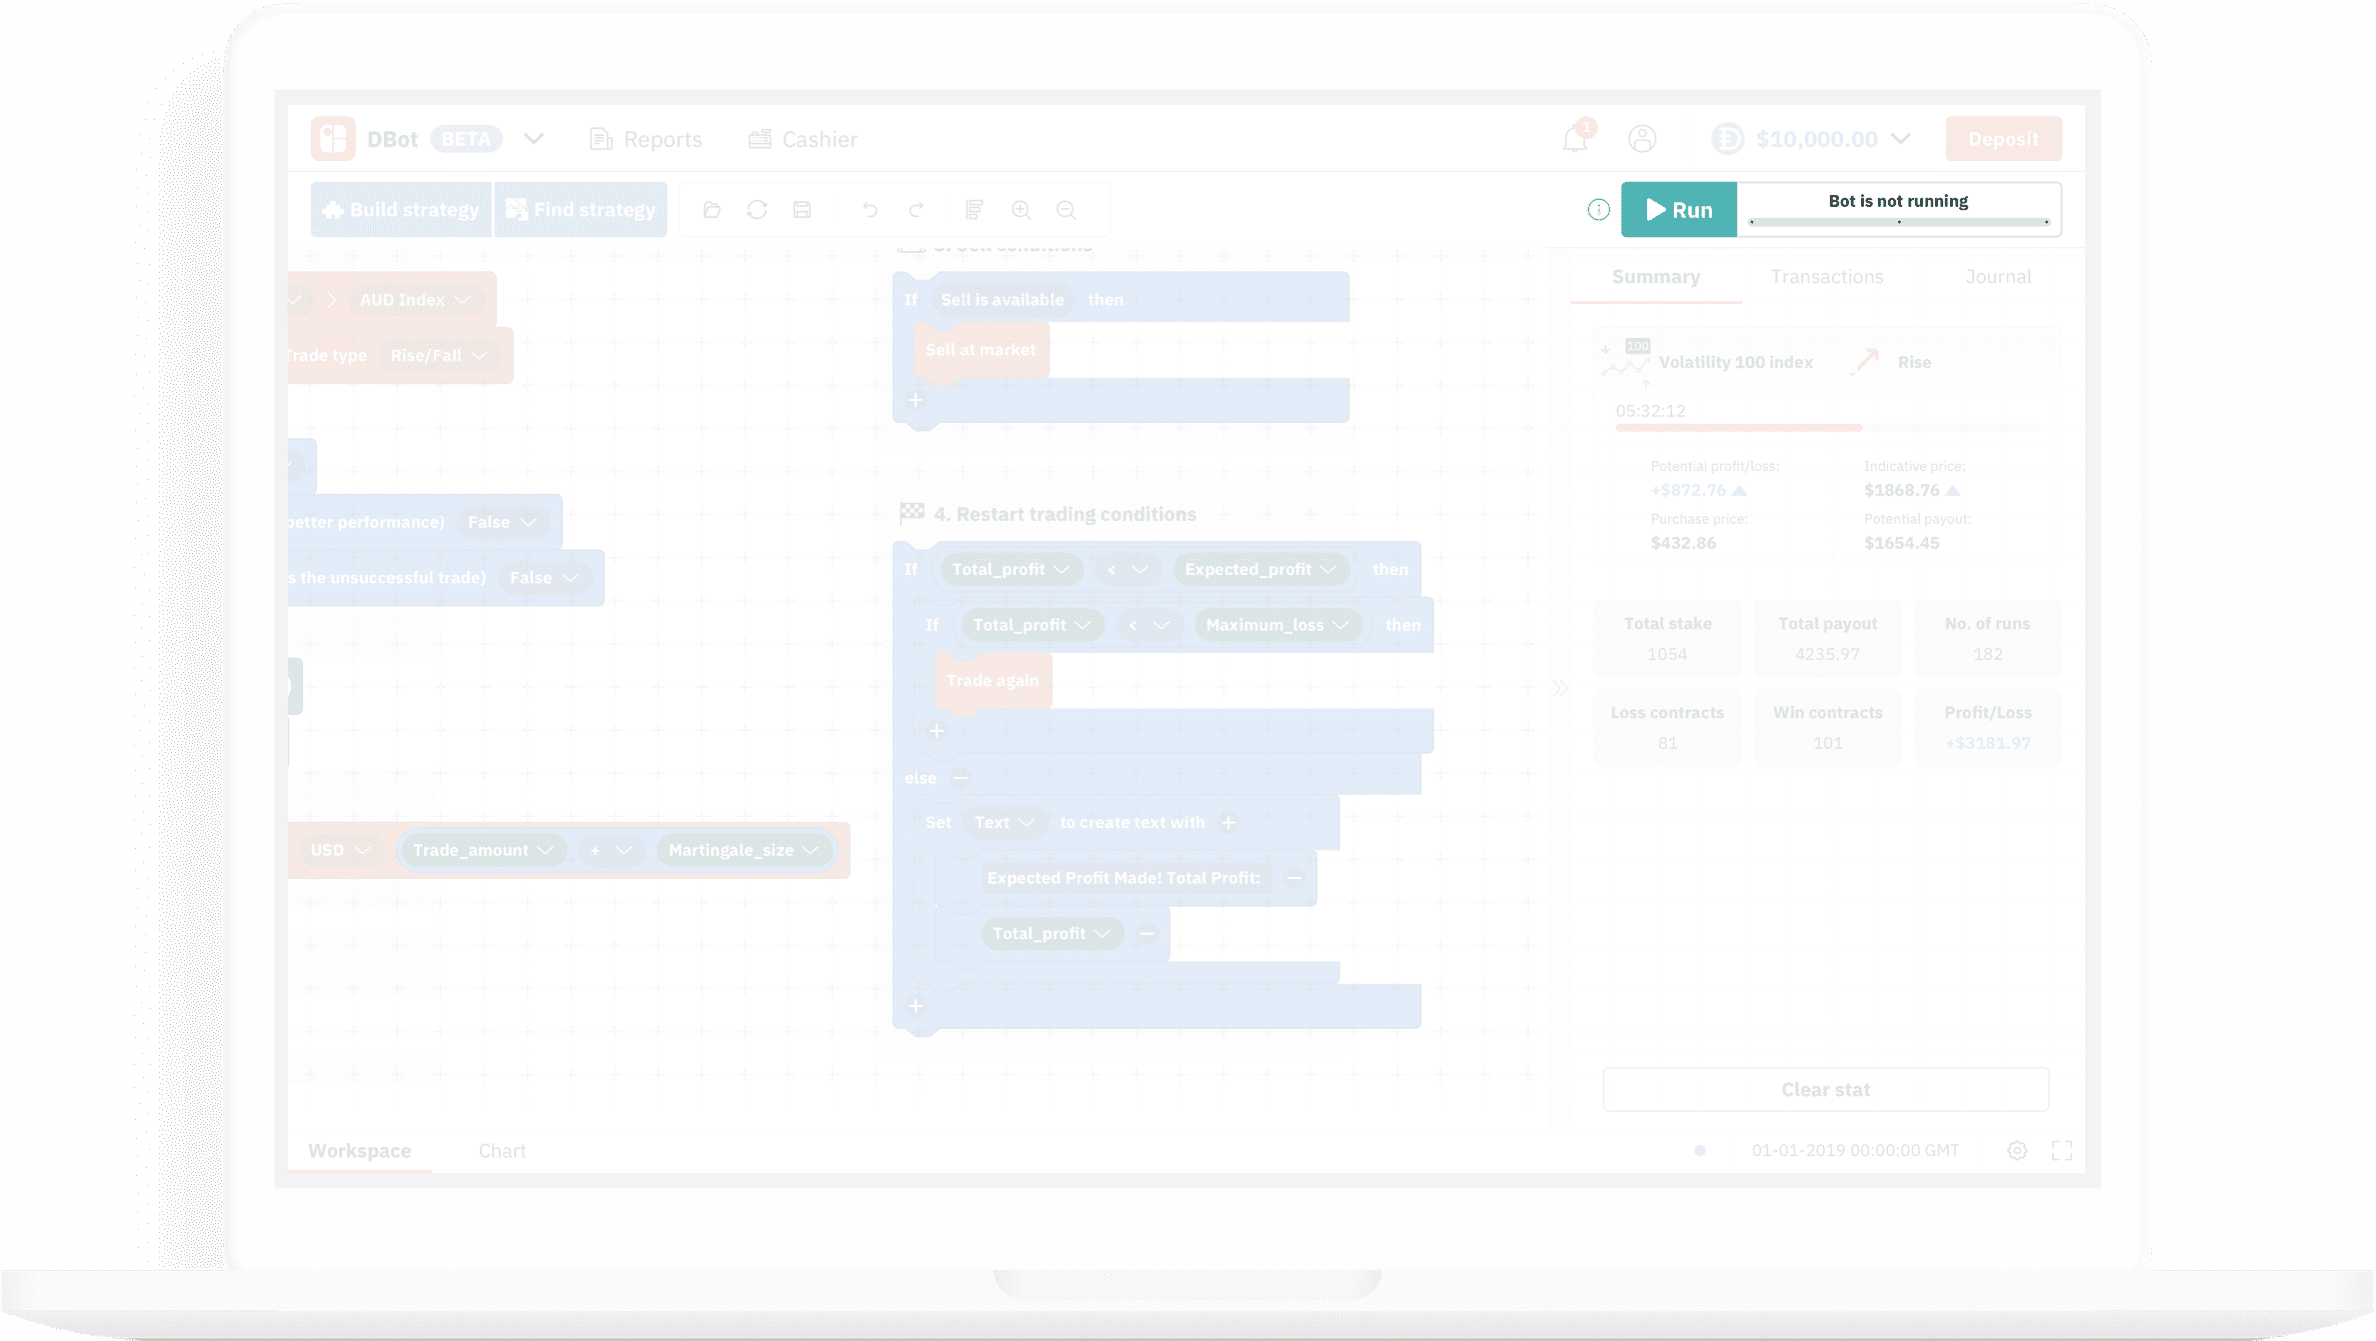 DBot BETA Reports Cashier 1 $10,000.00 Deposit
Build strategy Find strategy Run Bot is not running
3. Sell conditions
AUD Index
Trade type Rise/Fall
better performance) False
s the unsuccessful trade) False
USD Trade_amount + Martingale_size
If Sell is available then
Sell at market
4. Restart trading conditions
If Total_profit < Expected_profit then
If Total_profit < Maximum_loss then
Trade again
else
Set Text to create text with
Expected Profit Made! Total Profit:
Total_profit
Summary Transactions Journal
100
Volatility 100 index Rise
05:32:12
Potential profit/loss: Indicative price:
+$872.76 $1868.76
Purchase price: Potential payout:
$432.86 $1654.45
Total stake Total payout No. of runs
1054 4235.97 182
Loss contracts Win contracts Profit/Loss
81 101 +$3181.97
Clear stat
Workspace Chart 01-01-2019 00:00:00 GMT